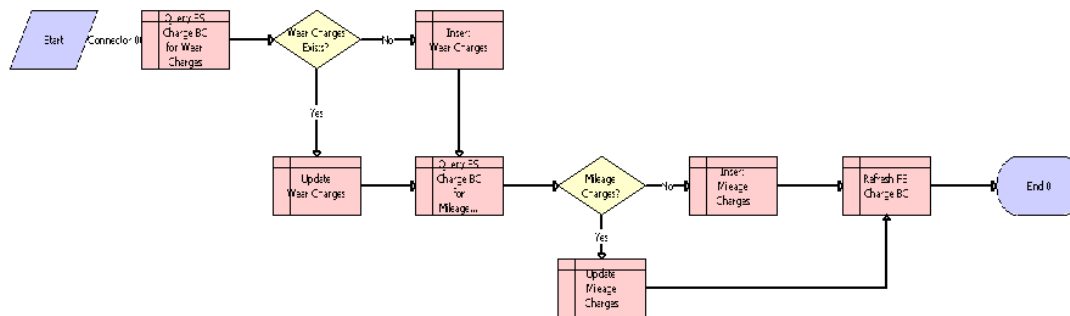 Start
Connector 0
Query FS
Charge BC
for Wear
Charges
Wear Charges
Exists?
No
Insert
Wear Charges
Yes
Update
Wear Charges
Query FS
Charge BC
for
Mileage...
Mileage
Charges?
No
Insert
Mileage
Charges
Refresh FS
Charge BC
End 0
Yes
Update
Mileage
Charges